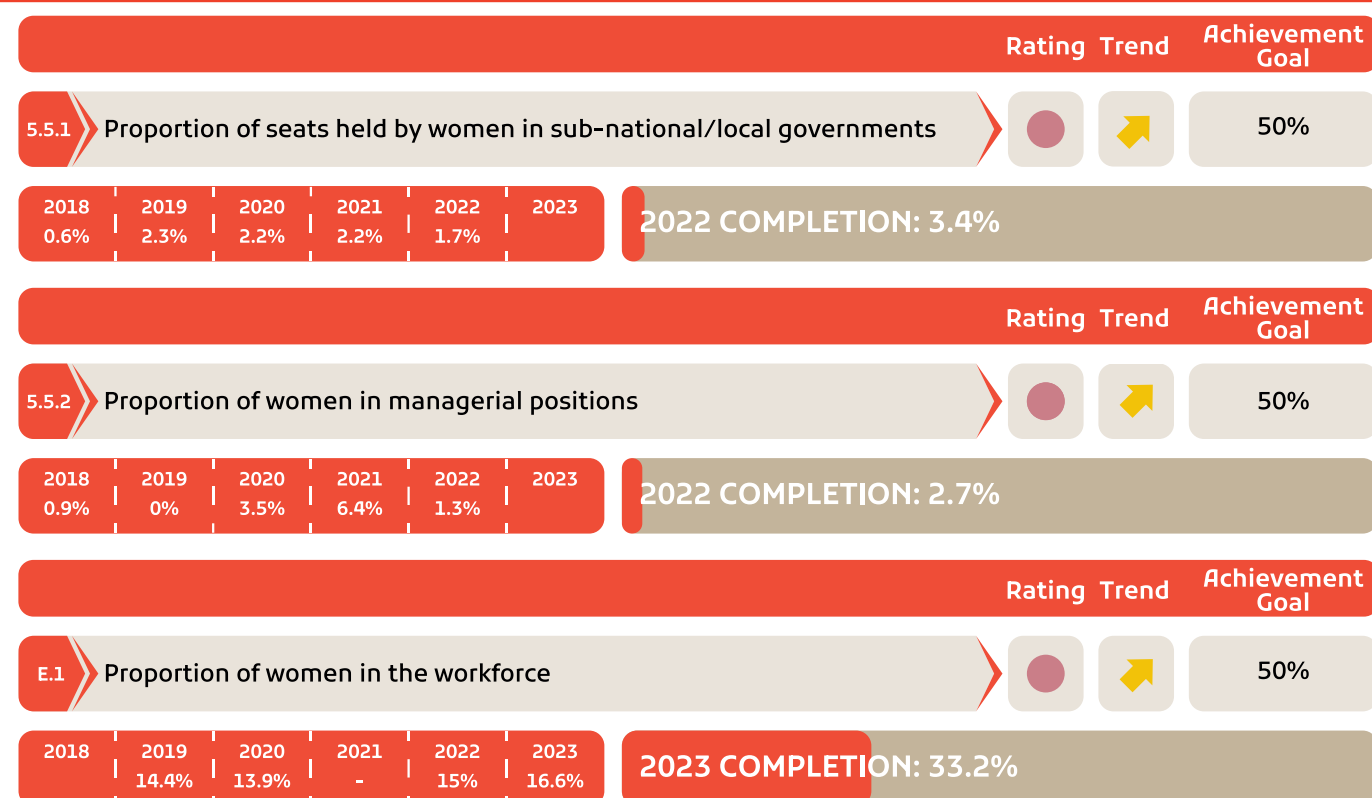 Rating Trend Achievement Goal
5.5.1 Proportion of seats held by women in sub-national/local governments 50%
2018 2019 2020 2021 2022 2023
0.6% 2.3% 2.2% 2.2% 1.7%
2022 COMPLETION: 3.4%
Rating Trend Achievement Goal
5.5.2 Proportion of women in managerial positions 50%
2018 2019 2020 2021 2022 2023
0.9% 0% 3.5% 6.4% 1.3%
2022 COMPLETION: 2.7%
Rating Trend Achievement Goal
E.1 Proportion of women in the workforce 50%
2018 2019 2020 2021 2022 2023
14.4% 13.9% - 15% 16.6%
2023 COMPLETION: 33.2%